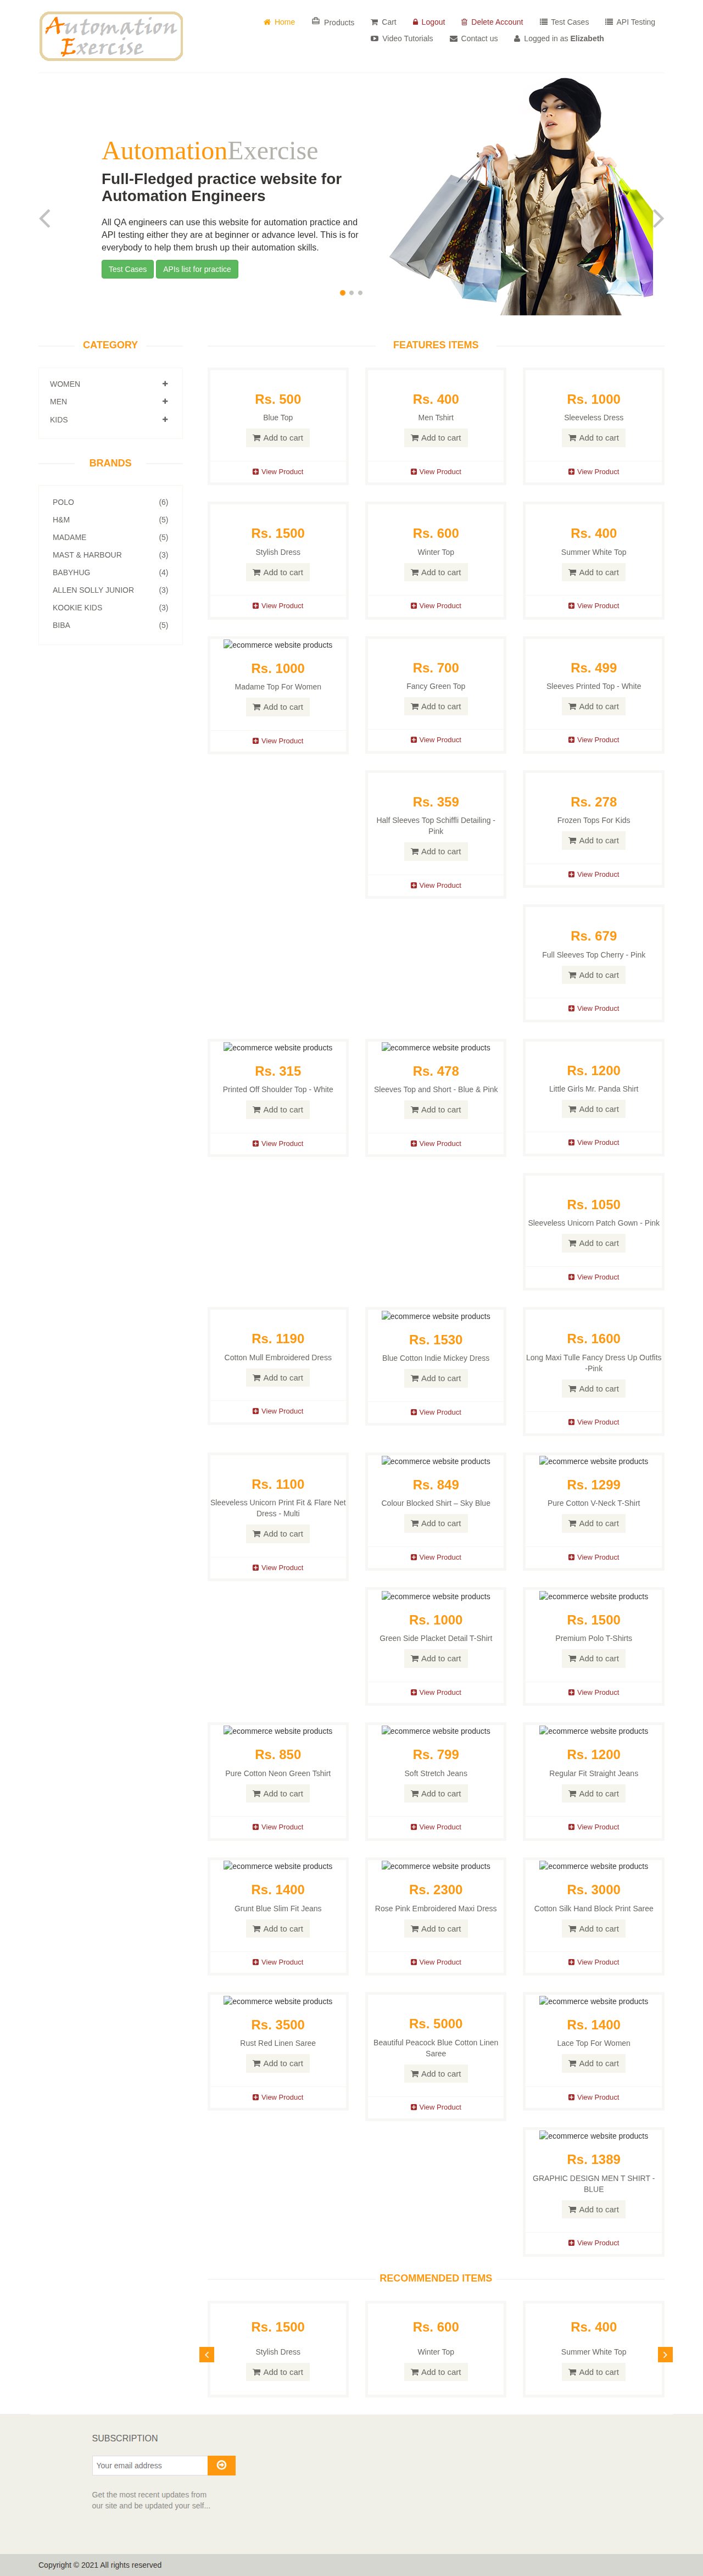 Automation
Exercise
Home
Products
Cart
Logout
Delete Account
Test Cases
API Testing
Video Tutorials
Contact us
Logged in as Elizabeth
AutomationExercise
Full-Fledged practice website for
Automation Engineers
All QA engineers can use this website for automation practice and
API testing either they are at beginner or advance level. This is for
everybody to help them brush up their automation skills.
Test Cases
APIs list for practice
CATEGORY
WOMEN
MEN
KIDS
BRANDS
POLO (6)
H&M (5)
MADAME (5)
MAST & HARBOUR (3)
BABYHUG (4)
ALLEN SOLLY JUNIOR (3)
KOOKIE KIDS (3)
BIBA (5)
FEATURES ITEMS
Rs. 500
Blue Top
Add to cart
View Product
Rs. 400
Men Tshirt
Add to cart
View Product
Rs. 1000
Sleeveless Dress
Add to cart
View Product
Rs. 1500
Stylish Dress
Add to cart
View Product
Rs. 600
Winter Top
Add to cart
View Product
Rs. 400
Summer White Top
Add to cart
View Product
ecommerce website products
Rs. 1000
Madame Top For Women
Add to cart
View Product
Rs. 700
Fancy Green Top
Add to cart
View Product
Rs. 499
Sleeves Printed Top - White
Add to cart
View Product
Rs. 359
Half Sleeves Top Schiffli Detailing -
Pink
Add to cart
View Product
Rs. 278
Frozen Tops For Kids
Add to cart
View Product
Rs. 679
Full Sleeves Top Cherry - Pink
Add to cart
View Product
ecommerce website products
Rs. 315
Printed Off Shoulder Top - White
Add to cart
View Product
ecommerce website products
Rs. 478
Sleeves Top and Short - Blue & Pink
Add to cart
View Product
Rs. 1200
Little Girls Mr. Panda Shirt
Add to cart
View Product
Rs. 1050
Sleeveless Unicorn Patch Gown - Pink
Add to cart
View Product
Rs. 1190
Cotton Mull Embroidered Dress
Add to cart
View Product
ecommerce website products
Rs. 1530
Blue Cotton Indie Mickey Dress
Add to cart
View Product
Rs. 1600
Long Maxi Tulle Fancy Dress Up Outfits
-Pink
Add to cart
View Product
Rs. 1100
Sleeveless Unicorn Print Fit & Flare Net
Dress - Multi
Add to cart
View Product
ecommerce website products
Rs. 849
Colour Blocked Shirt – Sky Blue
Add to cart
View Product
ecommerce website products
Rs. 1299
Pure Cotton V-Neck T-Shirt
Add to cart
View Product
ecommerce website products
Rs. 1000
Green Side Placket Detail T-Shirt
Add to cart
View Product
ecommerce website products
Rs. 1500
Premium Polo T-Shirts
Add to cart
View Product
ecommerce website products
Rs. 850
Pure Cotton Neon Green Tshirt
Add to cart
View Product
ecommerce website products
Rs. 799
Soft Stretch Jeans
Add to cart
View Product
ecommerce website products
Rs. 1200
Regular Fit Straight Jeans
Add to cart
View Product
ecommerce website products
Rs. 1400
Grunt Blue Slim Fit Jeans
Add to cart
View Product
ecommerce website products
Rs. 2300
Rose Pink Embroidered Maxi Dress
Add to cart
View Product
ecommerce website products
Rs. 3000
Cotton Silk Hand Block Print Saree
Add to cart
View Product
ecommerce website products
Rs. 3500
Rust Red Linen Saree
Add to cart
View Product
Rs. 5000
Beautiful Peacock Blue Cotton Linen
Saree
Add to cart
View Product
ecommerce website products
Rs. 1400
Lace Top For Women
Add to cart
View Product
ecommerce website products
Rs. 1389
GRAPHIC DESIGN MEN T SHIRT -
BLUE
Add to cart
View Product
RECOMMENDED ITEMS
Rs. 1500
Stylish Dress
Add to cart
Rs. 600
Winter Top
Add to cart
Rs. 400
Summer White Top
Add to cart
SUBSCRIPTION
Your email address
Get the most recent updates from
our site and be updated your self...
Copyright © 2021 All rights reserved